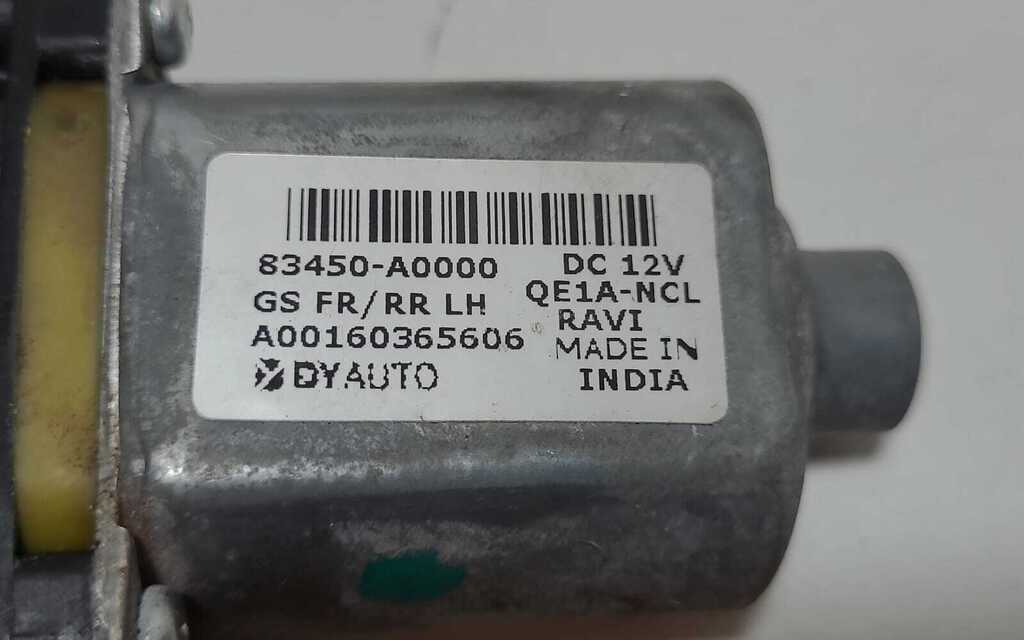 83450-A0000 DC 12V
GS FR/RR LH QE1A-NCL
A00160365606 RAVI
MADE IN
DYAUTO INDIA